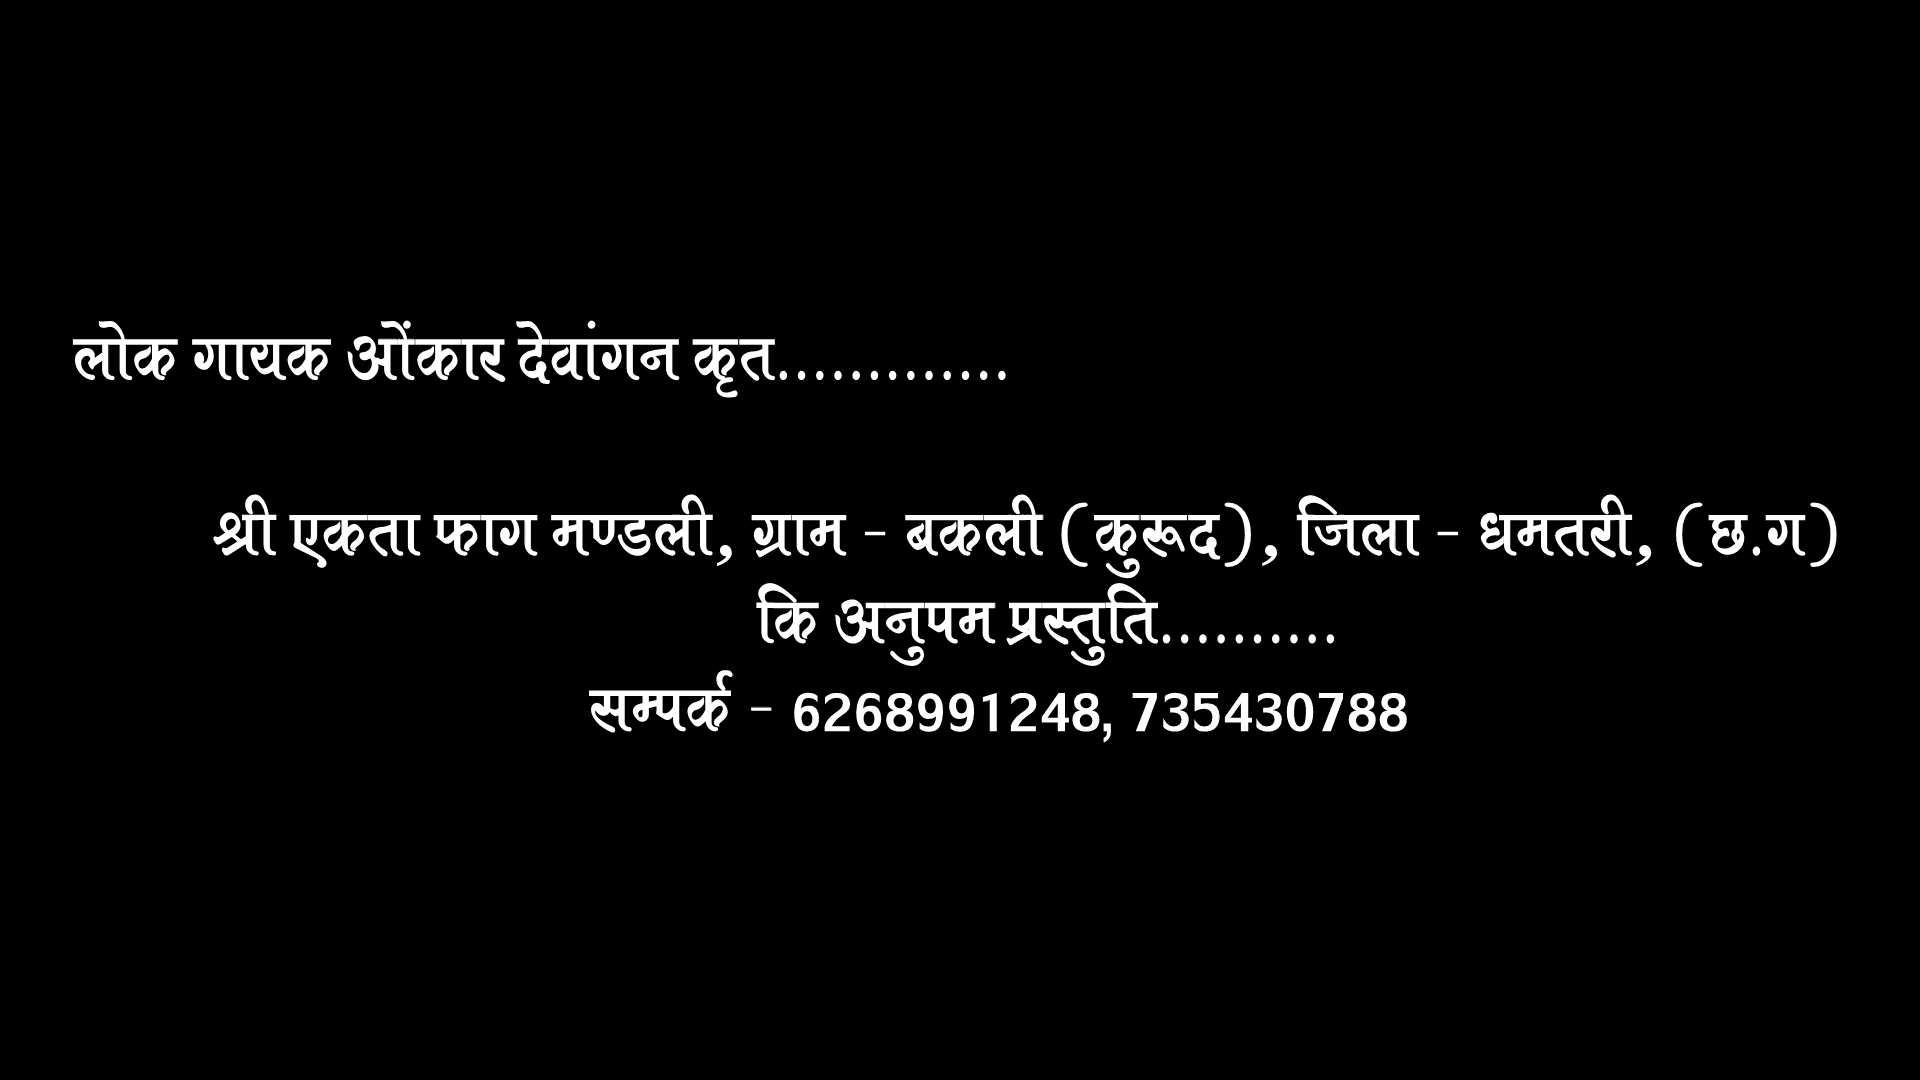 लोक गायक ओंकार देवांगन कृत.............
श्री एकता फाग मण्डली, ग्राम - बकली (कुरूद), जिला - धमतरी, (छ.ग)
कि अनुपम प्रस्तुति..........
सम्पर्क - 6268991248, 735430788